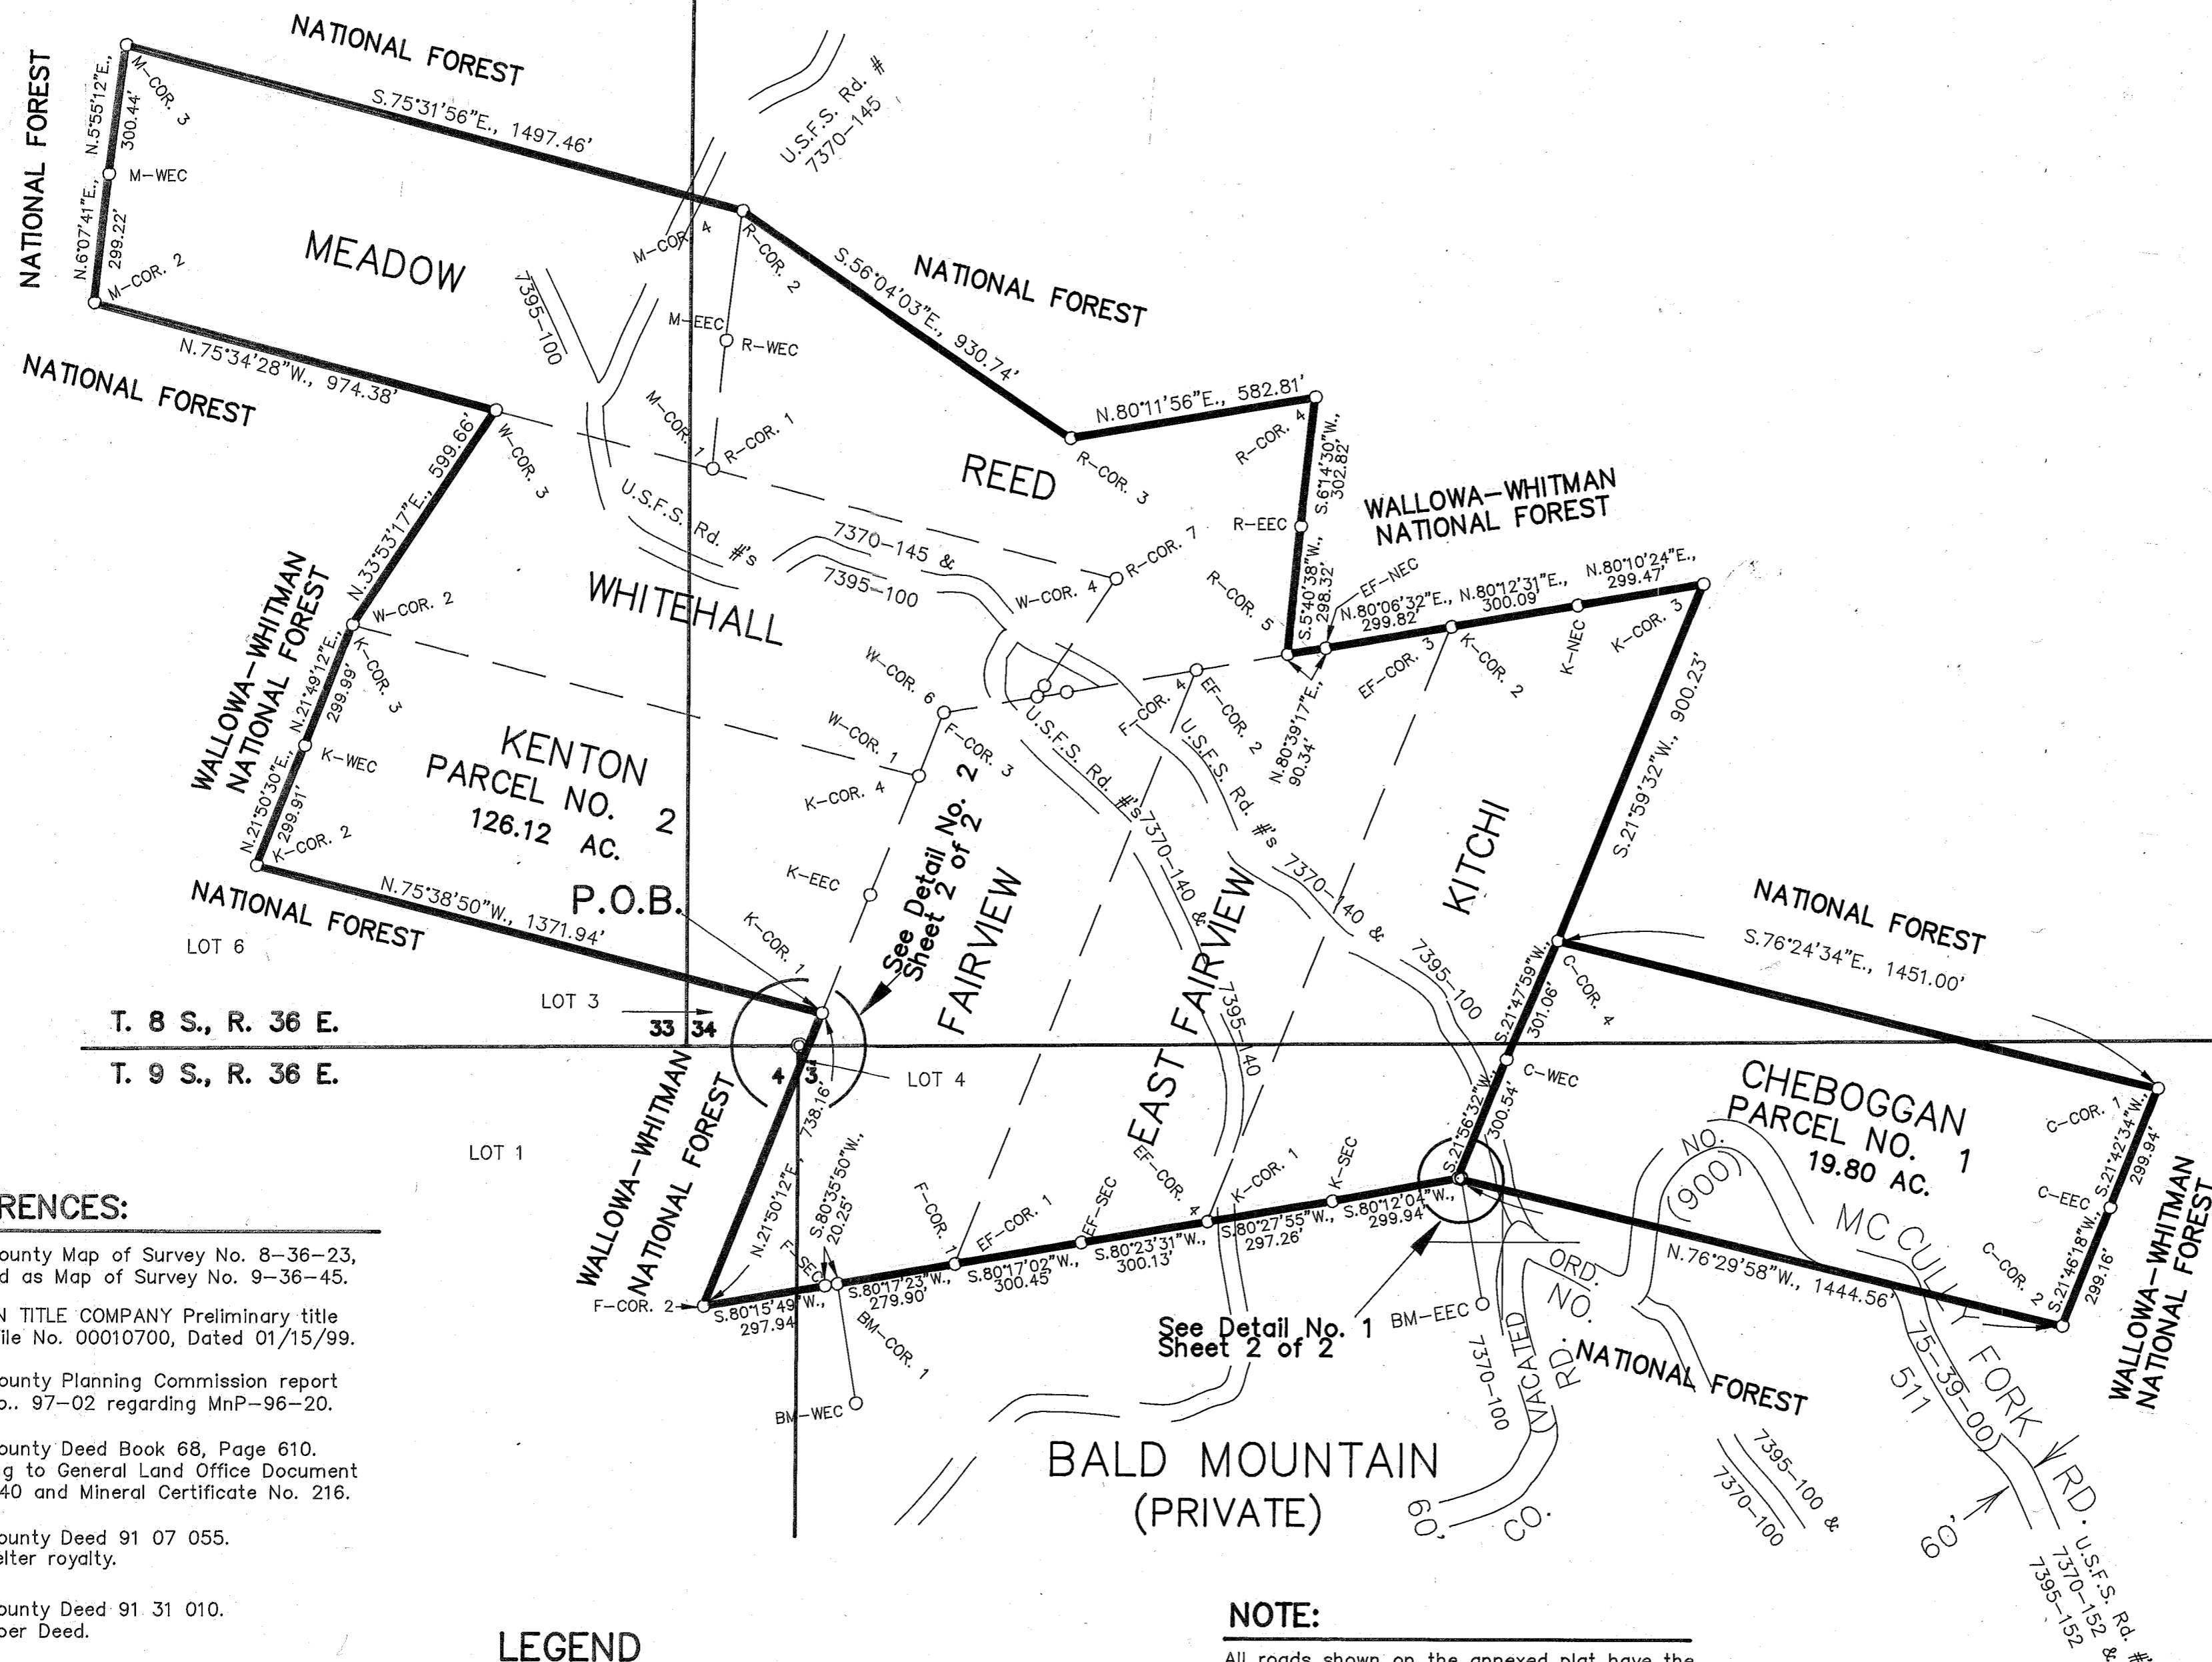 NATIONAL FOREST
NATIONAL FOREST
N.5°55'12"E.,
300.44'
M-COR. 3
S.75°31'56"E., 1497.46'
U.S.F.S. Rd. #
7370-145
M-WEC
N.6°07'41"E.,
299.22'
M-COR. 2
MEADOW
M-COR. 4
R-COR. 2
NATIONAL FOREST
S.56°04'03"E., 930.74'
7395-100
M-EEC
R-WEC
N.75°34'28"W., 974.38'
NATIONAL FOREST
M-COR. 1
R-COR. 1
N.80°11'56"E., 582.81'
R-COR. 4
R-COR. 3
REED
S.6°14'30"W.,
302.82'
R-EEC
WALLOWA-WHITMAN
NATIONAL FOREST
N.33°53'17"E., 599.66'
W-COR. 3
U.S.F.S. Rd. #'s
7370-145 &
7395-100
R-COR. 7
W-COR. 4
R-COR. 5
S.5°40'38"W.,
298.32'
EF-NEC
N.80°06'32"E.,
299.82'
N.80°12'31"E.,
300.09'
N.80°10'24"E.,
299.47'
WALLOWA-WHITMAN
NATIONAL FOREST
W-COR. 2
K-COR. 3
WHITEHALL
W-COR. 6
F-COR. 3
F-COR. 4
EF-COR. 2
EF-COR. 3
K-COR. 2
K-NEC
K-COR. 3
N.80°39'17"E.,
90.34'
N.21°49'12"E.,
299.99'
K-WEC
N.21°50'30"E.,
299.91'
K-COR. 2
KENTON
PARCEL NO. 2
126.12 AC.
W-COR. 1
K-COR. 4
U.S.F.S. Rd. #'s
7370-140 &
7395-140
U.S.F.S. Rd. #'s
7370-140 &
7395-100
S.21°59'32"W., 900.23'
KITCHI
K-EEC
See Detail No. 2
Sheet 2 of 2
P.O.B.
N.75°38'50"W., 1371.94'
NATIONAL FOREST
LOT 6
K-COR. 1
FAIRVIEW
EAST FAIRVIEW
NATIONAL FOREST
S.76°24'34"E., 1451.00'
LOT 3
T. 8 S., R. 36 E.
33 34
T. 9 S., R. 36 E.
4 3
LOT 4
S.21°47'59"W.,
301.06'
C-COR. 4
C-WEC
S.21°56'32"W.,
300.54'
CHEBOGGAN
PARCEL NO. 1
19.80 AC.
C-COR. 1
S.21°42'34"W.,
299.94'
C-EEC
S.21°46'18"W.,
299.16'
C-COR. 2
WALLOWA-WHITMAN
NATIONAL FOREST
LOT 1
WALLOWA-WHITMAN
NATIONAL FOREST
N.21°50'12"E.,
738.16'
S.80°35'50"W.,
20.25'
F-SEC
F-COR. 1
EF-COR. 1
EF-SEC
EF-COR. 4
K-COR. 1
K-SEC
F-COR. 2
S.80°15'49"W.,
297.94
S.80°17'23"W.,
279.90'
S.80°17'02"W.,
300.45'
S.80°23'31"W.,
300.13'
S.80°27'55"W.,
297.26'
S.80°12'04"W.,
299.94'
BM-COR. 1
BM-WEC
See Detail No. 1
Sheet 2 of 2
BM-EEC
7370-100
(VACATED
ORD.
NO.
RD.
NO.
(900)
N.76°29'58"W., 1444.56'
NATIONAL FOREST
MC CULLY FORK RD.
75-39-00)
511
BALD MOUNTAIN
(PRIVATE)
60'
CO.
7395-100 &
7370-100
60'
U.S.F.S. Rd. #'
7370-152 &
7395-152
RENCES:
ounty Map of Survey No. 8-36-23,
d as Map of Survey No. 9-36-45.
N TITLE COMPANY Preliminary title
ile No. 00010700, Dated 01/15/99.
ounty Planning Commission report
o.. 97-02 regarding MnP-96-20.
ounty Deed Book 68, Page 610.
g to General Land Office Document
40 and Mineral Certificate No. 216.
ounty Deed 91 07 055.
elter royalty.
ounty Deed 91 31 010.
ber Deed.
LEGEND
NOTE:
All roads shown on the annexed plat have the